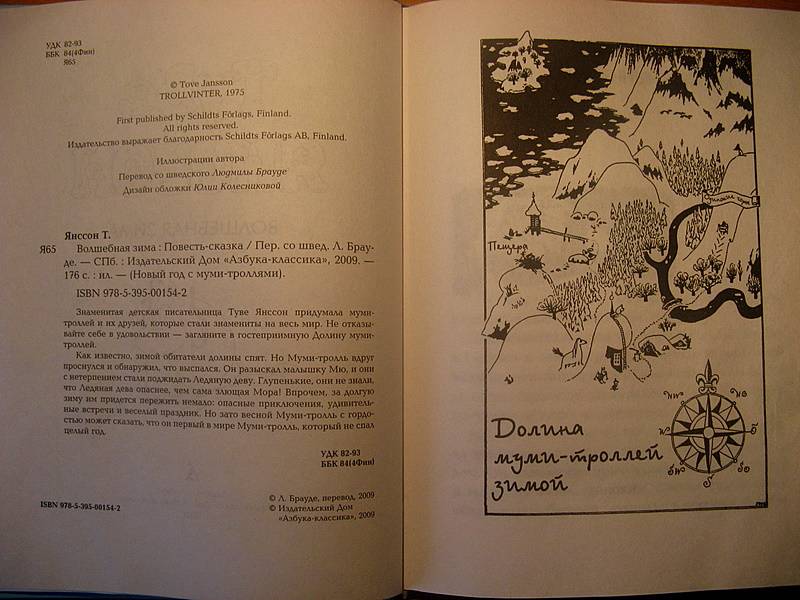 УДК 82-93
ББК 84(4Фин)
Я65
© Tove Jansson
TROLLVINTER, 1975
First published by Schildts Förlags, Finland.
All rights reserved.
Издательство выражает благодарность Schildts Förlags AB, Finland.
Иллюстрации автора
Перевод со шведского Людмилы Брауде
Дизайн обложки Юлии Колесниковой
Янссон Т.
Я65 Волшебная зима : Повесть-сказка / Пер. со швед. Л. Брау-
де. — СПб. : Издательский Дом «Азбука-классика», 2009. —
176 с. : ил. — (Новый год с муми-троллями).
ISBN 978-5-395-00154-2
Знаменитая детская писательница Туве Янссон придумала муми-
троллей и их друзей, которые стали знамениты на весь мир. Не отказы-
вайте себе в удовольствии — загляните в гостеприимную Долину муми-
троллей.
Как известно, зимой обитатели долины спят. Но Муми-тролль вдруг
проснулся и обнаружил, что выспался. Он разыскал малышку Мю, и они
с нетерпением стали поджидать Ледяную деву. Глупенькие, они не знали,
что Ледяная дева опаснее, чем сама злющая Мора! Впрочем, за долгую
зиму им придется пережить немало: опасные приключения, удивитель-
ные встречи и веселый праздник. Но зато весной Муми-тролль с гордо-
стью может сказать, что он первый в мире Муми-тролль, который не спал
целый год.
УДК 82-93
ББК 84(4Фин)
© Л. Брауде, перевод, 2009
© Издательский Дом
«Азбука-классика», 2009
ISBN 978-5-395-00154-2
Пещера
N
NW
NO
W
O
SW
SO
S
Долина
муми-троллей
зимой